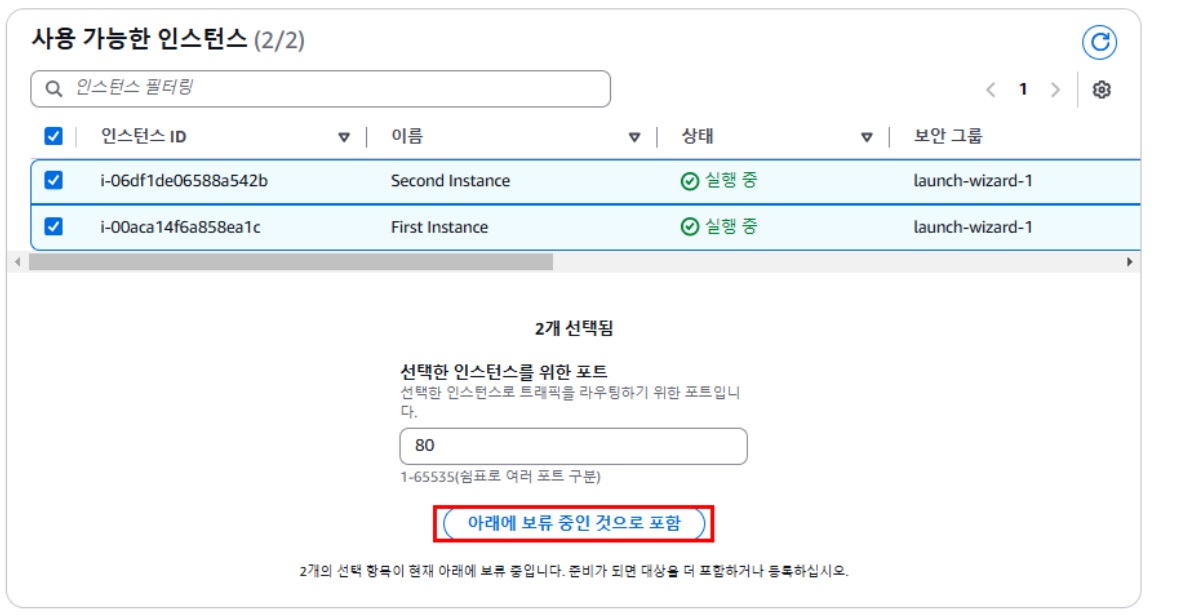 사용 가능한 인스턴스 (2/2)
인스턴스 필터링
1
인스턴스 ID 이름 상태 보안 그룹
i-06df1de06588a542b Second Instance 실행 중 launch-wizard-1
i-00aca14f6a858ea1c First Instance 실행 중 launch-wizard-1
2개 선택됨
선택한 인스턴스를 위한 포트
선택한 인스턴스로 트래픽을 라우팅하기 위한 포트입니
다.
80
1-65535(쉼표로 여러 포트 구분)
아래에 보류 중인 것으로 포함
2개의 선택 항목이 현재 아래에 보류 중입니다. 준비가 되면 대상을 더 포함하거나 등록하십시오.